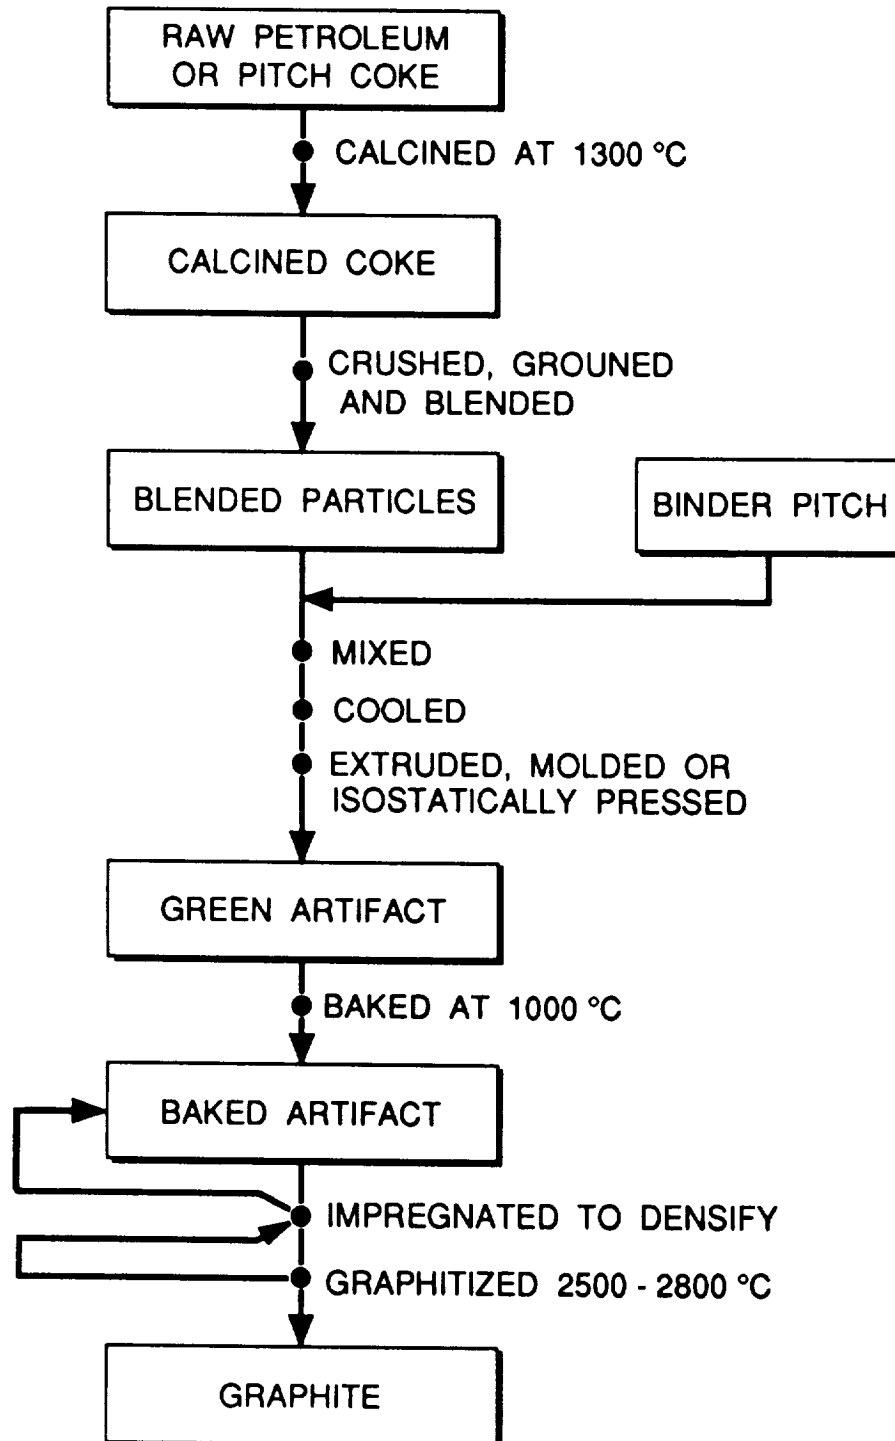 RAW PETROLEUM
OR PITCH COKE
CALCINED AT 1300 °C
CALCINED COKE
CRUSHED, GROUNED
AND BLENDED
BLENDED PARTICLES
BINDER PITCH
MIXED
COOLED
EXTRUDED, MOLDED OR
ISOSTATICALLY PRESSED
GREEN ARTIFACT
BAKED AT 1000 °C
BAKED ARTIFACT
IMPREGNATED TO DENSIFY
GRAPHITIZED 2500 - 2800 °C
GRAPHITE